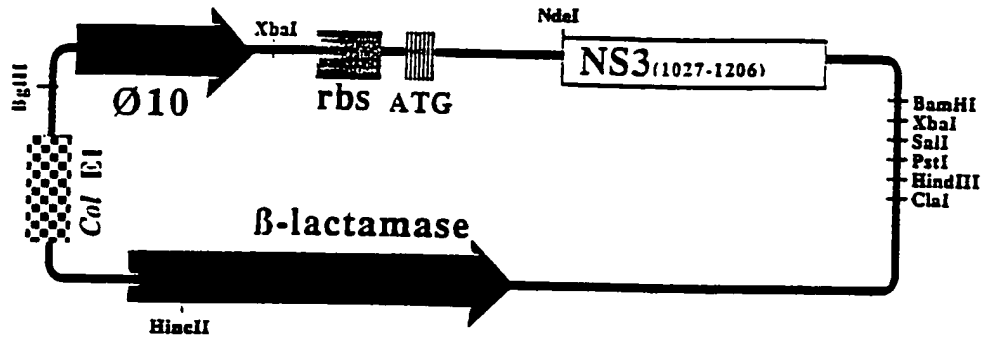 NdeI
XbaI
NS3(1027-1206)
BglII
Ø10
rbs
ATG
BamHI
XbaI
SalI
PstI
HindIII
ClaI
Col EI
ß-lactamase
HincII